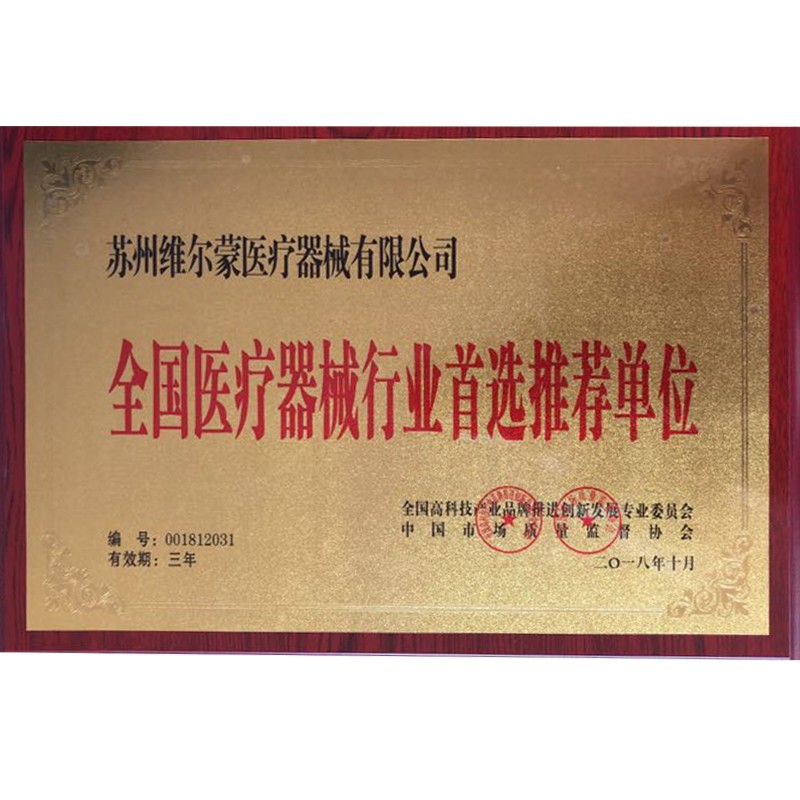 苏州维尔蒙医疗器械有限公司
全国医疗器械行业首选推荐单位
全国高科技产业品牌推进创新发展专业委员会
中国市场质量监督协会
编 号：001812031
有效期：三年
二〇一八年十月